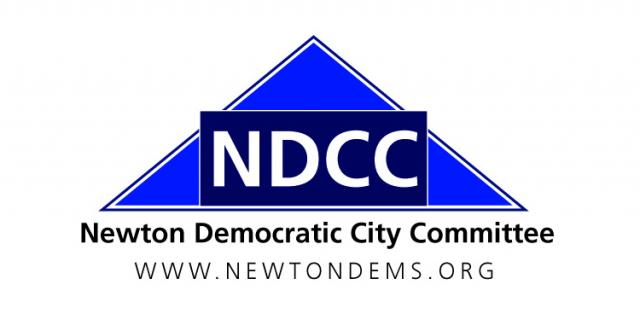 NDCC
Newton Democratic City Committee
WWW.NEWTONDEMS.ORG